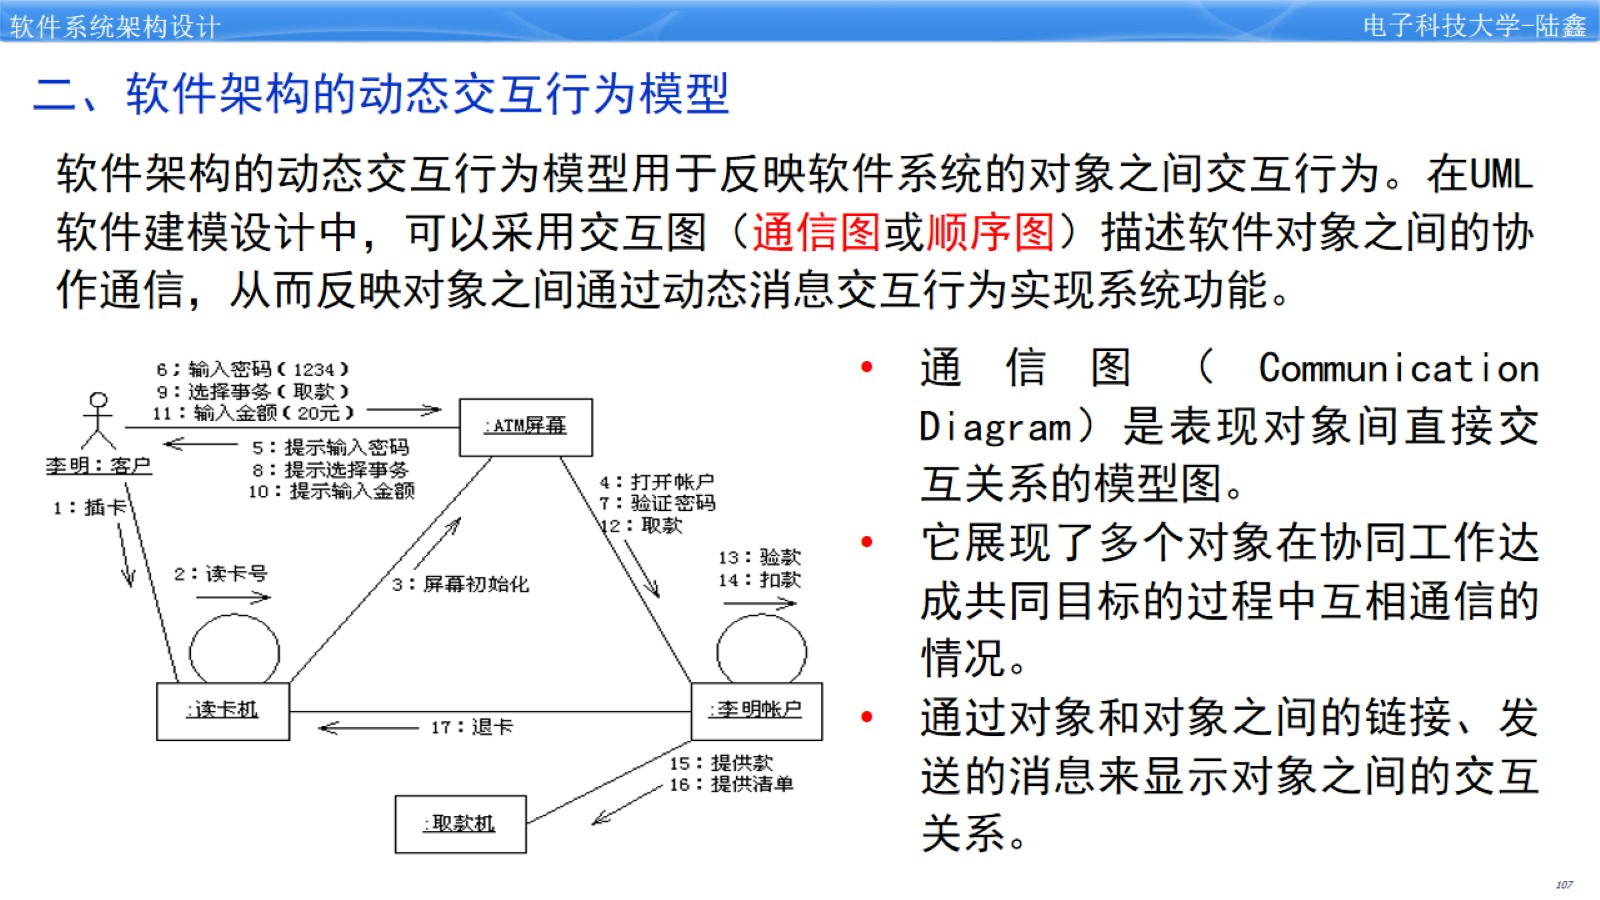 软件系统架构设计
电子科技大学-陆鑫
二、软件架构的动态交互行为模型
软件架构的动态交互行为模型用于反映软件系统的对象之间交互行为。在UML
软件建模设计中，可以采用交互图（通信图或顺序图）描述软件对象之间的协
作通信，从而反映对象之间通过动态消息交互行为实现系统功能。
6；输入密码(1234)
9：选择事务(取款)
11：输入金额(20元)
:ATM屏幕
5：提示输入密码
8：提示选择事务
10：提示输入金额
李明：客户
1：插卡
4：打开帐户
7：验证密码
12：取款
2：读卡号
3：屏幕初始化
13：验款
14：扣款
:读卡机
:李明帐户
17：退卡
15：提供款
16：提供清单
:取款机
• 通信图（Communication
Diagram）是表现对象间直接交
互关系的模型图。
• 它展现了多个对象在协同工作达
成共同目标的过程中互相通信的
情况。
• 通过对象和对象之间的链接、发
送的消息来显示对象之间的交互
关系。
107